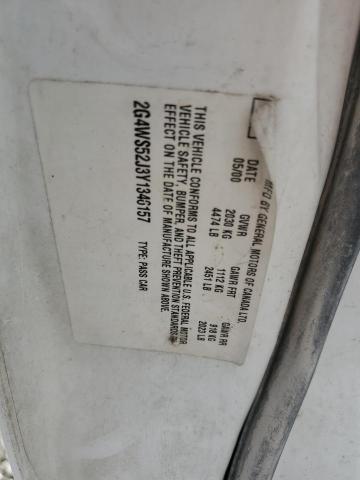 MFD BY GENERAL MOTORS OF CANADA LTD.
DATE GVWR GAWR FRT GAWR RR
05/00 2030 KG 1112 KG 918 KG
4474 LB 2451 LB 2023 LB
THIS VEHICLE CONFORMS TO ALL APPLICABLE U.S. FEDERAL MOTOR
VEHICLE SAFETY, BUMPER, AND THEFT PREVENTION STANDARDS IN
EFFECT ON THE DATE OF MANUFACTURE SHOWN ABOVE.
2G4WS52J3Y1346157 TYPE: PASS CAR